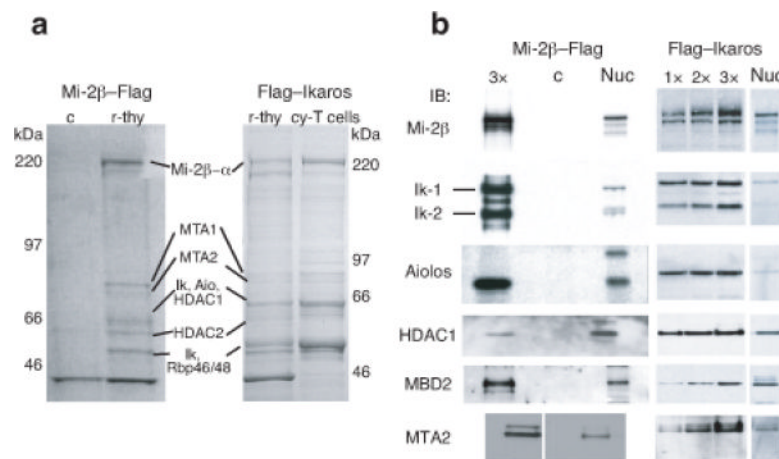 a
Mi-2β–Flag
Flag–Ikaros
c r-thy
r-thy cy-T cells
kDa
kDa
220
Mi-2β–α
220
MTA1
97
MTA2
97
Ik, Aio,
HDAC1
66
66
HDAC2
46
Ik,
Rbp46/48
46
b
Mi-2β–Flag
Flag–Ikaros
3× c Nuc
1× 2× 3× Nuc
IB:
Mi-2β
Ik-1
Ik-2
Aiolos
HDAC1
MBD2
MTA2